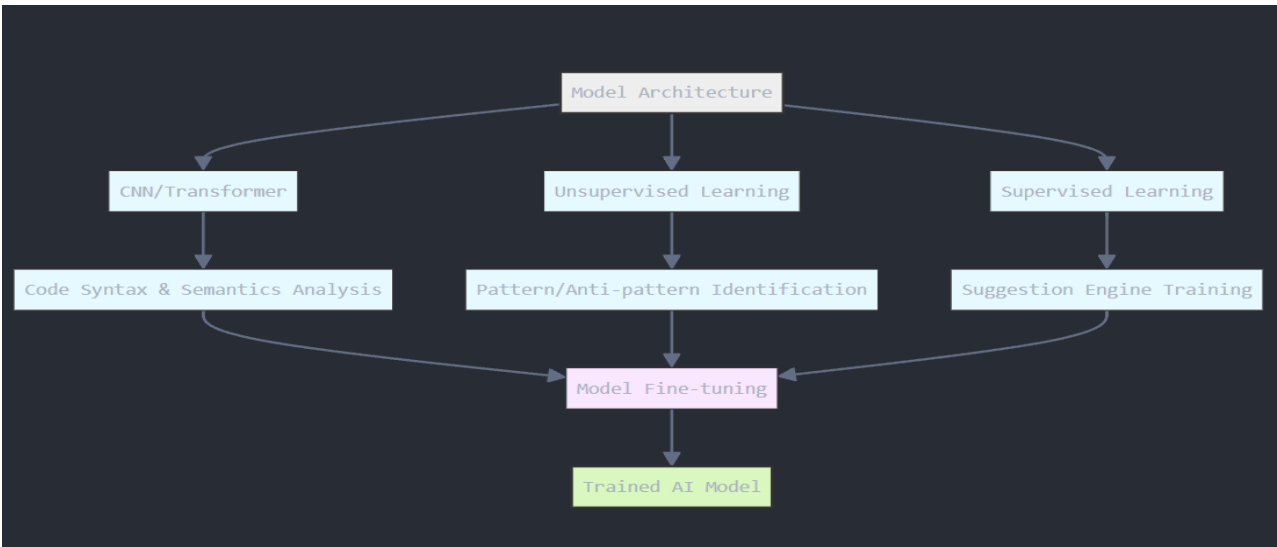 Model Architecture
CNN/Transformer
Unsupervised Learning
Supervised Learning
Code Syntax & Semantics Analysis
Pattern/Anti-pattern Identification
Suggestion Engine Training
Model Fine-tuning
Trained AI Model